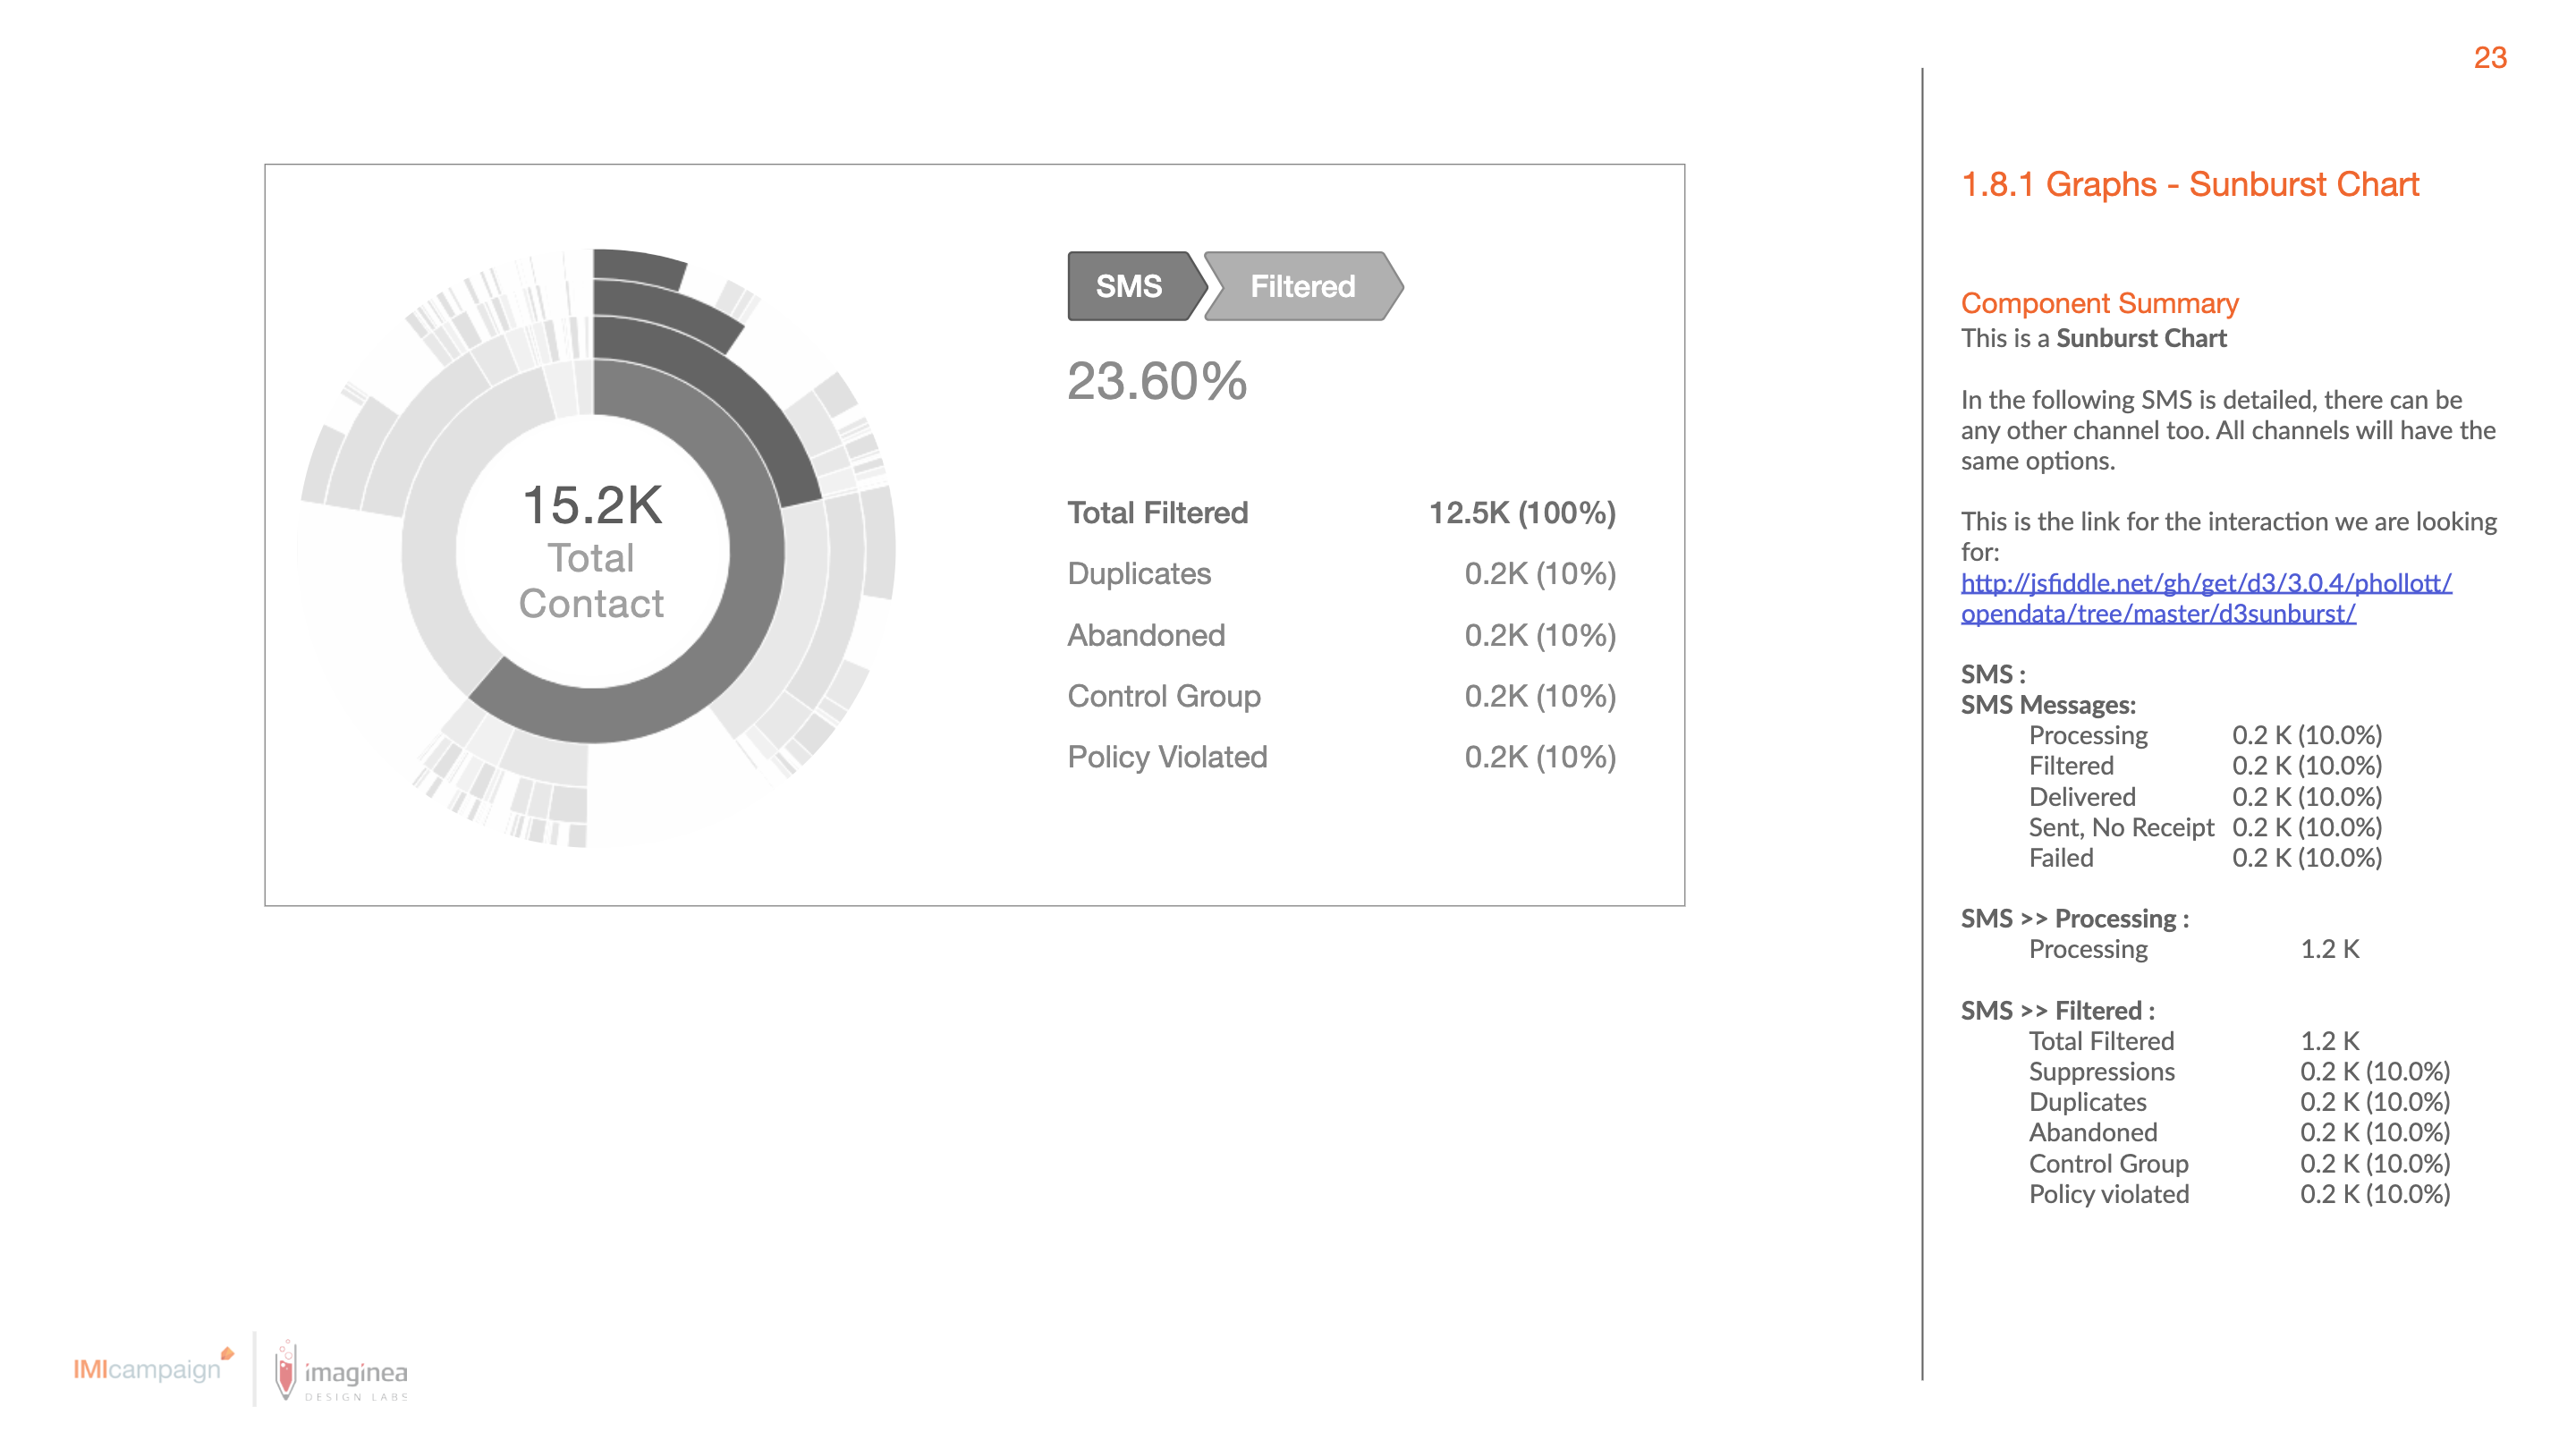 23
15.2K
Total
Contact
SMS
Filtered
23.60%
Total Filtered 12.5K (100%)
Duplicates 0.2K (10%)
Abandoned 0.2K (10%)
Control Group 0.2K (10%)
Policy Violated 0.2K (10%)
1.8.1 Graphs - Sunburst Chart
Component Summary
This is a Sunburst Chart
In the following SMS is detailed, there can be
any other channel too. All channels will have the
same options.
This is the link for the interaction we are looking
for:
http://jsfiddle.net/gh/get/d3/3.0.4/phollott/
opendata/tree/master/d3sunburst/
SMS :
SMS Messages:
Processing 0.2 K (10.0%)
Filtered 0.2 K (10.0%)
Delivered 0.2 K (10.0%)
Sent, No Receipt 0.2 K (10.0%)
Failed 0.2 K (10.0%)
SMS >> Processing :
Processing 1.2 K
SMS >> Filtered :
Total Filtered 1.2 K
Suppressions 0.2 K (10.0%)
Duplicates 0.2 K (10.0%)
Abandoned 0.2 K (10.0%)
Control Group 0.2 K (10.0%)
Policy violated 0.2 K (10.0%)
IMIcampaign
imaginea
DESIGN LABS